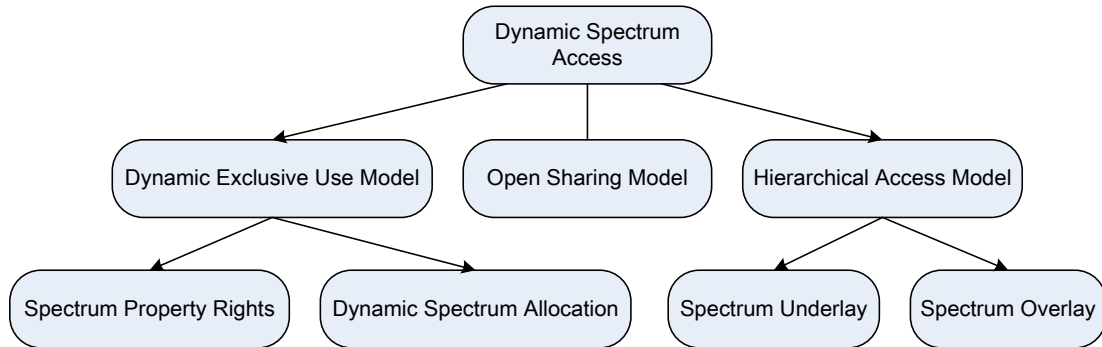 Dynamic Spectrum
Access
Dynamic Exclusive Use Model
Open Sharing Model
Hierarchical Access Model
Spectrum Property Rights
Dynamic Spectrum Allocation
Spectrum Underlay
Spectrum Overlay